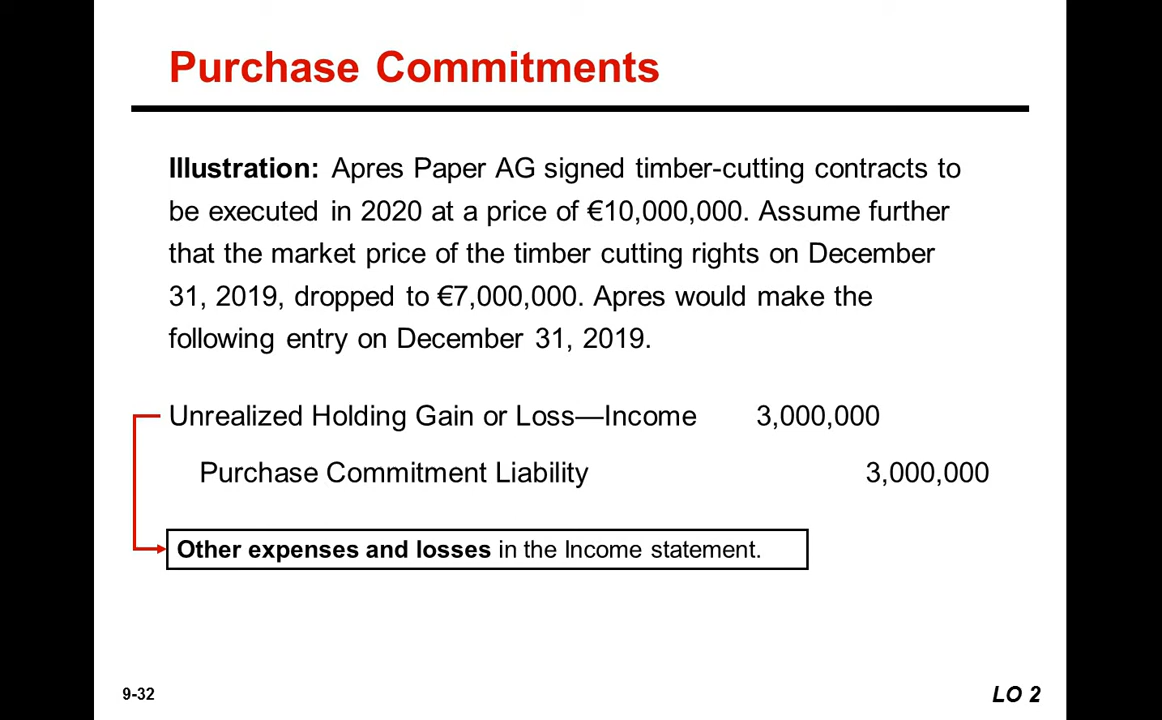 Purchase Commitments
Illustration: Apres Paper AG signed timber-cutting contracts to
be executed in 2020 at a price of €10,000,000. Assume further
that the market price of the timber cutting rights on December
31, 2019, dropped to €7,000,000. Apres would make the
following entry on December 31, 2019.
Unrealized Holding Gain or Loss—Income 3,000,000
Purchase Commitment Liability 3,000,000
Other expenses and losses in the Income statement.
9-32 LO 2